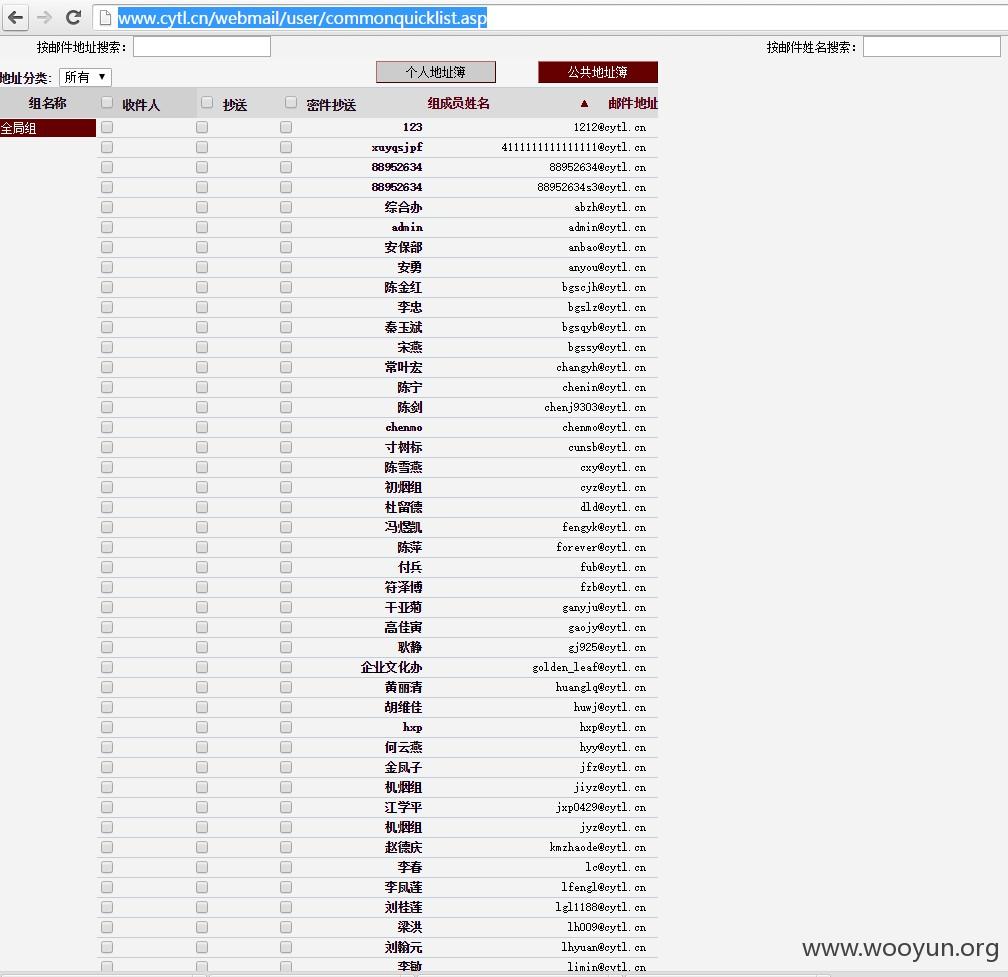 www.cytl.cn/webmail/user/commonquicklist.asp
按邮件地址搜索： 按邮件姓名搜索：
地址分类： 所有 个人地址簿 公共地址簿
组名称 收件人 抄送 密件抄送 组成员姓名 ▲ 邮件地址
全局组 123 1212@cytl.cn
xuyqsjpf 4111111111111111@cytl.cn
88952634 88952634@cytl.cn
88952634 88952634s3@cytl.cn
综合办 abzh@cytl.cn
admin admin@cytl.cn
安保部 anbao@cytl.cn
安勇 anyou@cytl.cn
陈金红 bgscjh@cytl.cn
李忠 bgslz@cytl.cn
秦玉斌 bgsqyb@cytl.cn
宋燕 bgssy@cytl.cn
常叶宏 changyh@cytl.cn
陈宁 chenin@cytl.cn
陈剑 chenj9303@cytl.cn
chenmo chenmo@cytl.cn
寸树标 cunsb@cytl.cn
陈雪燕 cxy@cytl.cn
初烟组 cyz@cytl.cn
杜留德 dld@cytl.cn
冯煜凯 fengyk@cytl.cn
陈萍 forever@cytl.cn
付兵 fub@cytl.cn
符泽博 fzb@cytl.cn
干亚菊 ganyju@cytl.cn
高佳寅 gaojy@cytl.cn
耿静 gj925@cytl.cn
企业文化办 golden_leaf@cytl.cn
黄丽清 huanglq@cytl.cn
胡维佳 huwj@cytl.cn
hxp hxp@cytl.cn
何云燕 hyy@cytl.cn
金凤子 jfz@cytl.cn
机烟组 jiyz@cytl.cn
江学平 jxp0429@cytl.cn
机烟组 jyz@cytl.cn
赵德庆 kmzhaode@cytl.cn
李春 lc@cytl.cn
李凤莲 lfengl@cytl.cn
刘桂莲 lgl1188@cytl.cn
梁洪 lh009@cytl.cn
刘翰元 lhyuan@cytl.cn
李敏 limin@cytl.cn
www.wooyun.org